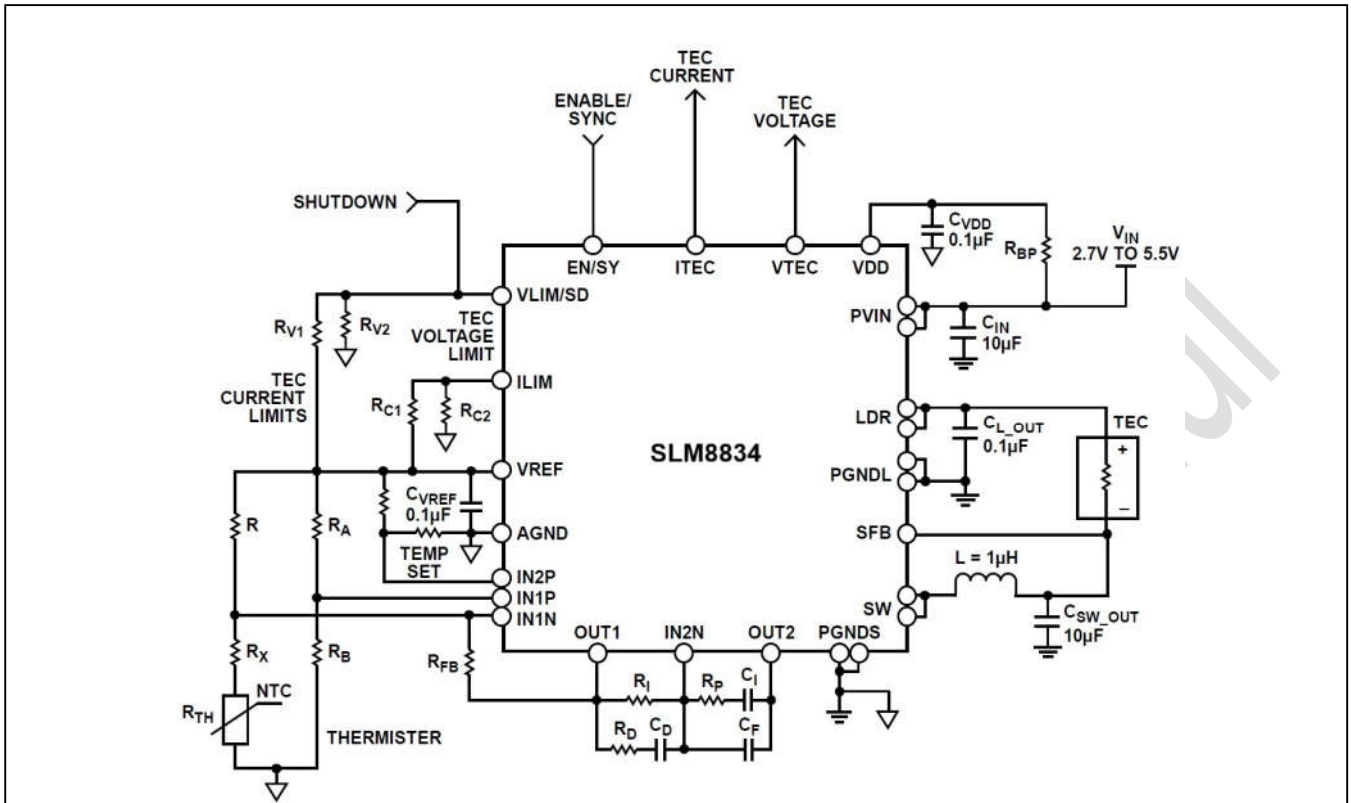 TEC
CURRENT
ENABLE/
SYNC
TEC
VOLTAGE
SHUTDOWN
CVDD
0.1µF
RBP
VIN
2.7V TO 5.5V
EN/SY
ITEC
VTEC
VDD
VLIM/SD
RV1
RV2
TEC
VOLTAGE
LIMIT
PVIN
CIN
10µF
TEC
CURRENT
LIMITS
ILIM
RC1
RC2
LDR
CL_OUT
0.1µF
TEC
+
–
SLM8834
VREF
PGNDL
CVREF
0.1µF
R
RA
AGND
TEMP
SET
SFB
IN2P
IN1P
IN1N
L = 1µH
SW
CSW_OUT
10µF
OUT1
IN2N
OUT2
PGNDS
RX
RB
RFB
RI
RP
CI
RTH
NTC
RD
CD
CF
THERMISTER